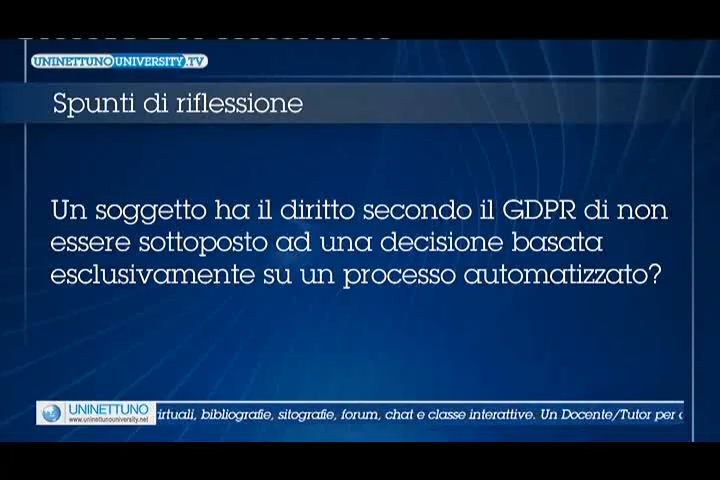 UNINETTUNOUNIVERSITY.TV
Spunti di riflessione
Un soggetto ha il diritto secondo il GDPR di non
essere sottoposto ad una decisione basata
esclusivamente su un processo automatizzato?
UNINETTUNO
www.uninettunouniversity.net
irtuali, bibliografie, sitografie, forum, chat e classe interattive. Un Docente/Tutor per